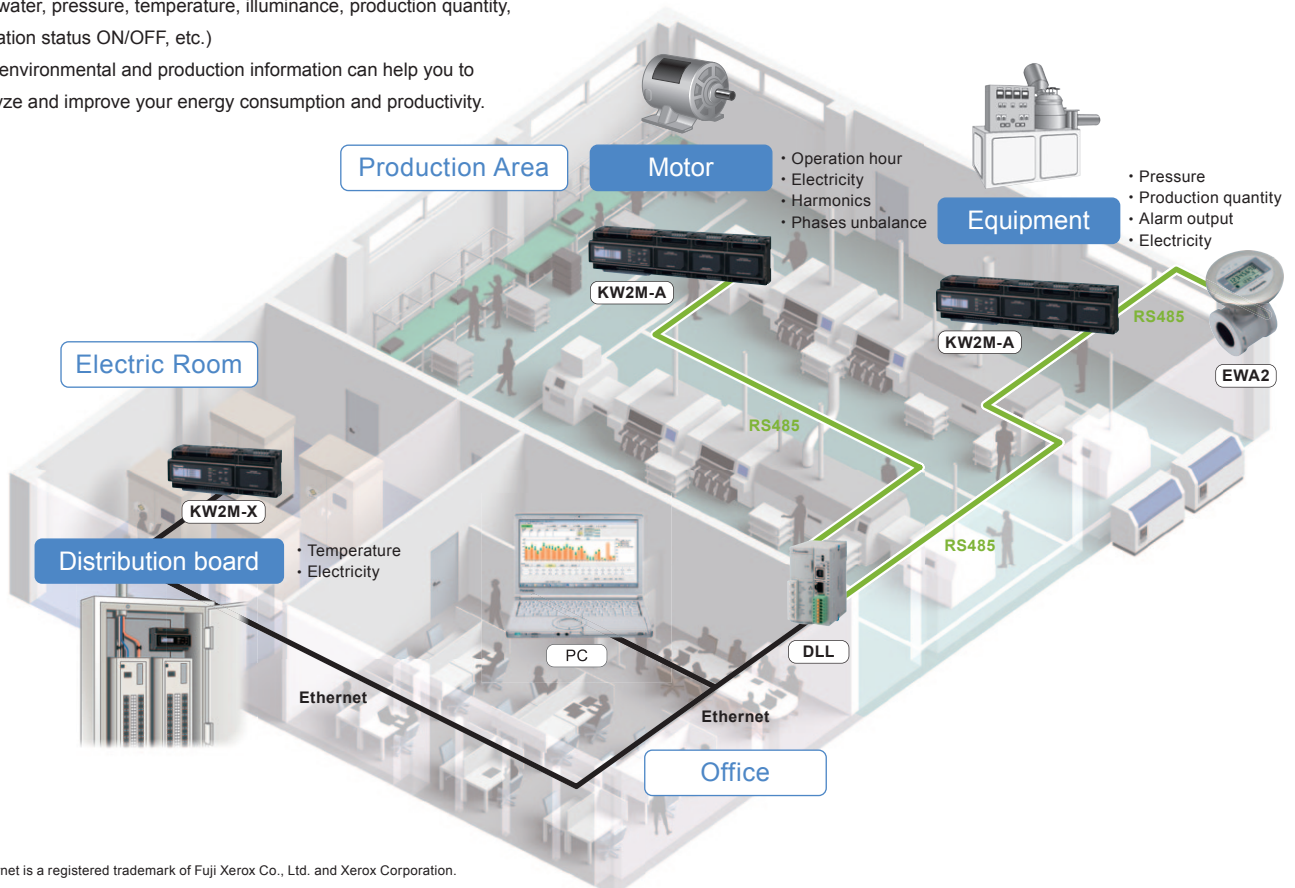 water, pressure, temperature, illuminance, production quantity,
ation status ON/OFF, etc.)
environmental and production information can help you to
yze and improve your energy consumption and productivity.
Production Area
Motor
・Operation hour
・Electricity
・Harmonics
・Phases unbalance
Equipment
・Pressure
・Production quantity
・Alarm output
・Electricity
KW2M-A
KW2M-A
RS485
EWA2
Electric Room
RS485
KW2M-X
RS485
Distribution board
・Temperature
・Electricity
PC
DLL
Ethernet
Ethernet
Office
net is a registered trademark of Fuji Xerox Co., Ltd. and Xerox Corporation.